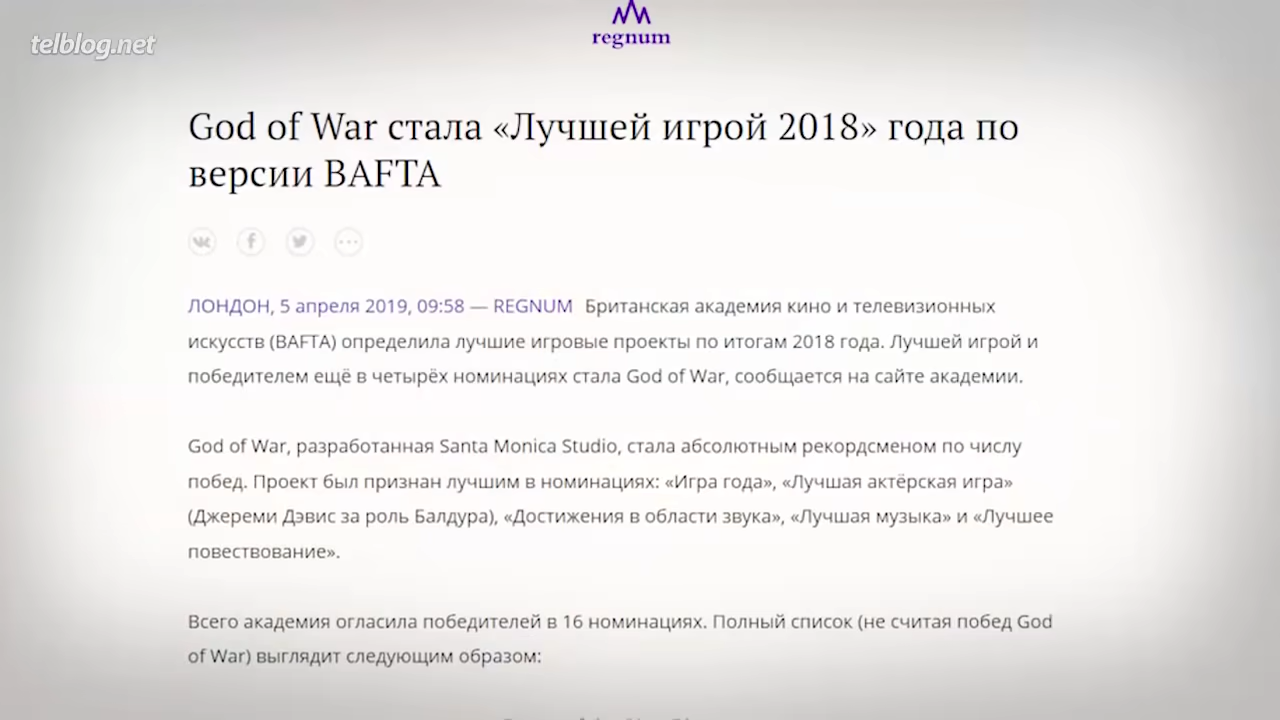 regnum
telblog.net
God of War стала «Лучшей игрой 2018» года по
версии BAFTA
ЛОНДОН, 5 апреля 2019, 09:58 — REGNUM Британская академия кино и телевизионных
искусств (BAFTA) определила лучшие игровые проекты по итогам 2018 года. Лучшей игрой и
победителем ещё в четырёх номинациях стала God of War, сообщается на сайте академии.
God of War, разработанная Santa Monica Studio, стала абсолютным рекордсменом по числу
побед. Проект был признан лучшим в номинациях: «Игра года», «Лучшая актёрская игра»
(Джереми Дэвис за роль Балдура), «Достижения в области звука», «Лучшая музыка» и «Лучшее
повествование».
Всего академия огласила победителей в 16 номинациях. Полный список (не считая побед God
of War) выглядит следующим образом: